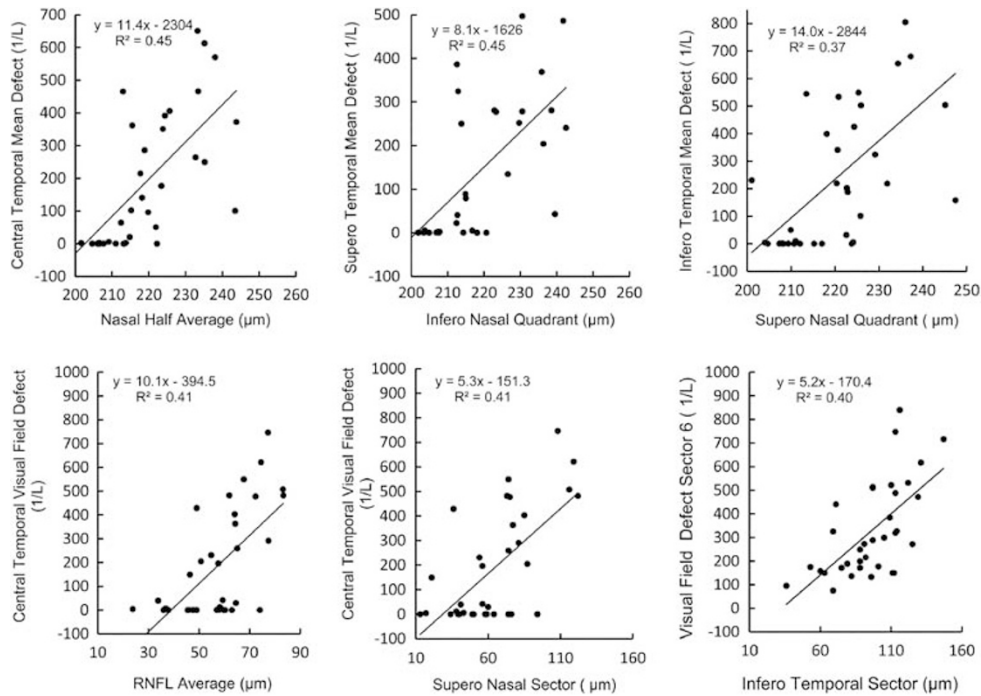 Central Temporal Mean Defect (1/L)
700
600
500
400
300
200
100
0
-100
y = 11.4x - 2304
R² = 0.45
200 210 220 230 240 250 260
Nasal Half Average (µm)
Supero Temporal Mean Defect ( 1/L)
500
400
300
200
100
0
-100
y = 8.1x - 1626
R² = 0.45
200 210 220 230 240 250 260
Infero Nasal Quadrant (µm)
Infero Temporal Mean Defect ( 1/L)
900
800
700
600
500
400
300
200
100
0
-100
y = 14.0x - 2844
R² = 0.37
200 210 220 230 240 250
Supero Nasal Quadrant ( µm)
Central Temporal Visual Field Defect
(1/L)
1000
900
800
700
600
500
400
300
200
100
0
-100
y = 10.1x - 394.5
R² = 0.41
10 30 50 70 90
RNFL Average (µm)
Central Temporal Visual Field Defect
(1/L)
1000
900
800
700
600
500
400
300
200
100
0
-100
y = 5.3x - 151.3
R² = 0.41
10 60 110 160
Supero Nasal Sector (µm)
Visual Field Defect Sector 6 ( 1/L)
1000
900
800
700
600
500
400
300
200
100
0
-100
y = 5.2x - 170.4
R² = 0.40
10 60 110 160
Infero Temporal Sector (µm)